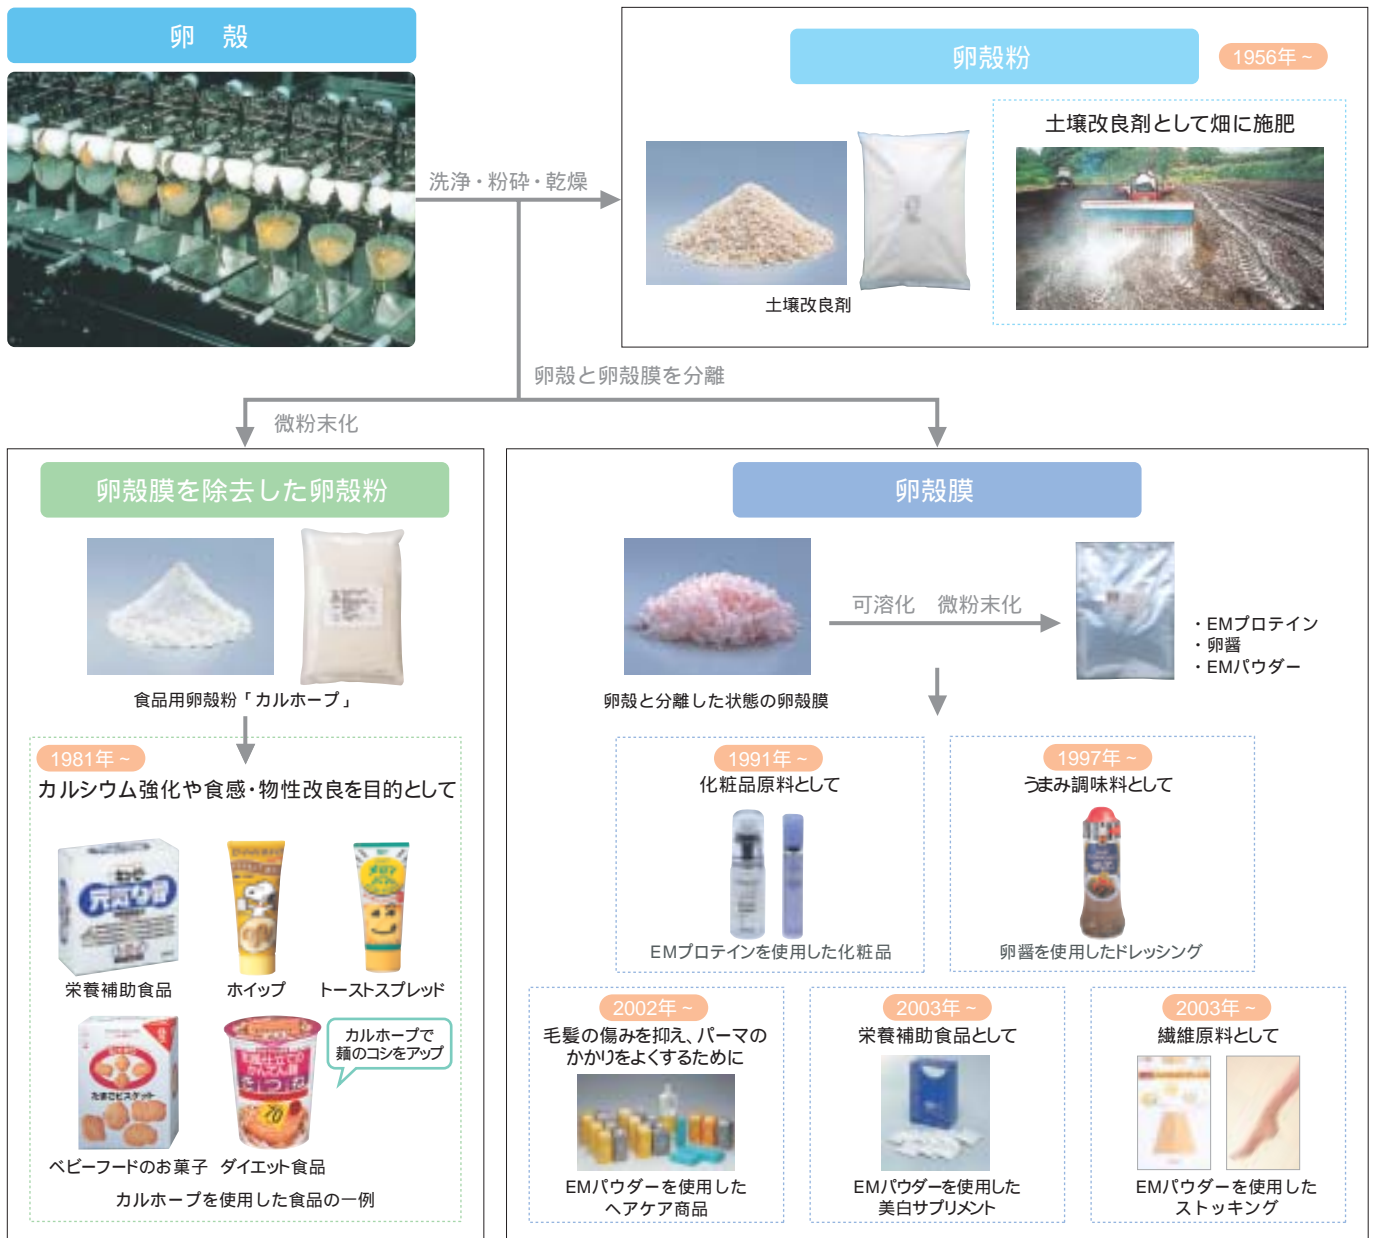 卵 殻
卵殻粉
1956年～
洗浄・粉砕・乾燥
土壌改良剤
土壌改良剤として畑に施肥
卵殻と卵殻膜を分離
微粉末化
卵殻膜を除去した卵殻粉
食品用卵殻粉「カルホープ」
1981年～
カルシウム強化や食感・物性改良を目的として
元気な骨
栄養補助食品
ホイップ
トーストスプレッド
たまごビスケット
カルホープで
麺のコシをアップ
ベビーフードのお菓子
ダイエット食品
カルホープを使用した食品の一例
卵殻膜
卵殻と分離した状態の卵殻膜
可溶化 微粉末化
・EMプロテイン
・卵醤
・EMパウダー
1991年～
化粧品原料として
EMプロテインを使用した化粧品
1997年～
うまみ調味料として
卵醤を使用したドレッシング
2002年～
毛髪の傷みを抑え、パーマの
かかりをよくするために
EMパウダーを使用した
ヘアケア商品
2003年～
栄養補助食品として
EMパウダーを使用した
美白サプリメント
2003年～
繊維原料として
EMパウダーを使用した
ストッキング